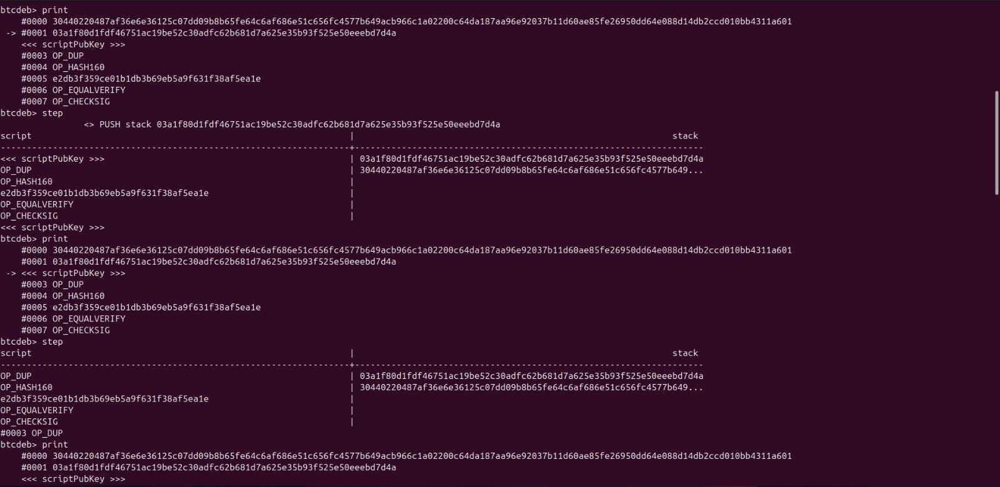 btcdeb> print
    #0000 30440220487af36e6e36125c07dd09b8b65fe64c6af686e51c656fc4577b649acb966c1a02200c64da187aa96e92037b11d60ae85fe26950dd64e088d14db2ccd010bb4311a601
 -> #0001 03a1f80d1fdf46751ac19be52c30adfc62b681d7a625e35b93f525e50eeebd7d4a
    <<< scriptPubKey >>>
    #0003 OP_DUP
    #0004 OP_HASH160
    #0005 e2db3f359ce01b1db3b69eb5a9f631f38af5ea1e
    #0006 OP_EQUALVERIFY
    #0007 OP_CHECKSIG
btcdeb> step
                <> PUSH stack 03a1f80d1fdf46751ac19be52c30adfc62b681d7a625e35b93f525e50eeebd7d4a
script                                                             |                                                              stack
-------------------------------------------------------------------+-------------------------------------------------------------------
<<< scriptPubKey >>>                                               | 03a1f80d1fdf46751ac19be52c30adfc62b681d7a625e35b93f525e50eeebd7d4a
OP_DUP                                                             | 30440220487af36e6e36125c07dd09b8b65fe64c6af686e51c656fc4577b649...
OP_HASH160                                                         |
e2db3f359ce01b1db3b69eb5a9f631f38af5ea1e                           |
OP_EQUALVERIFY                                                     |
OP_CHECKSIG                                                        |
<<< scriptPubKey >>>
btcdeb> print
    #0000 30440220487af36e6e36125c07dd09b8b65fe64c6af686e51c656fc4577b649acb966c1a02200c64da187aa96e92037b11d60ae85fe26950dd64e088d14db2ccd010bb4311a601
    #0001 03a1f80d1fdf46751ac19be52c30adfc62b681d7a625e35b93f525e50eeebd7d4a
 -> <<< scriptPubKey >>>
    #0003 OP_DUP
    #0004 OP_HASH160
    #0005 e2db3f359ce01b1db3b69eb5a9f631f38af5ea1e
    #0006 OP_EQUALVERIFY
    #0007 OP_CHECKSIG
btcdeb> step
script                                                             |                                                              stack
-------------------------------------------------------------------+-------------------------------------------------------------------
OP_DUP                                                             | 03a1f80d1fdf46751ac19be52c30adfc62b681d7a625e35b93f525e50eeebd7d4a
OP_HASH160                                                         | 30440220487af36e6e36125c07dd09b8b65fe64c6af686e51c656fc4577b649...
e2db3f359ce01b1db3b69eb5a9f631f38af5ea1e                           |
OP_EQUALVERIFY                                                     |
OP_CHECKSIG                                                        |
#0003 OP_DUP
btcdeb> print
    #0000 30440220487af36e6e36125c07dd09b8b65fe64c6af686e51c656fc4577b649acb966c1a02200c64da187aa96e92037b11d60ae85fe26950dd64e088d14db2ccd010bb4311a601
    #0001 03a1f80d1fdf46751ac19be52c30adfc62b681d7a625e35b93f525e50eeebd7d4a
    <<< scriptPubKey >>>